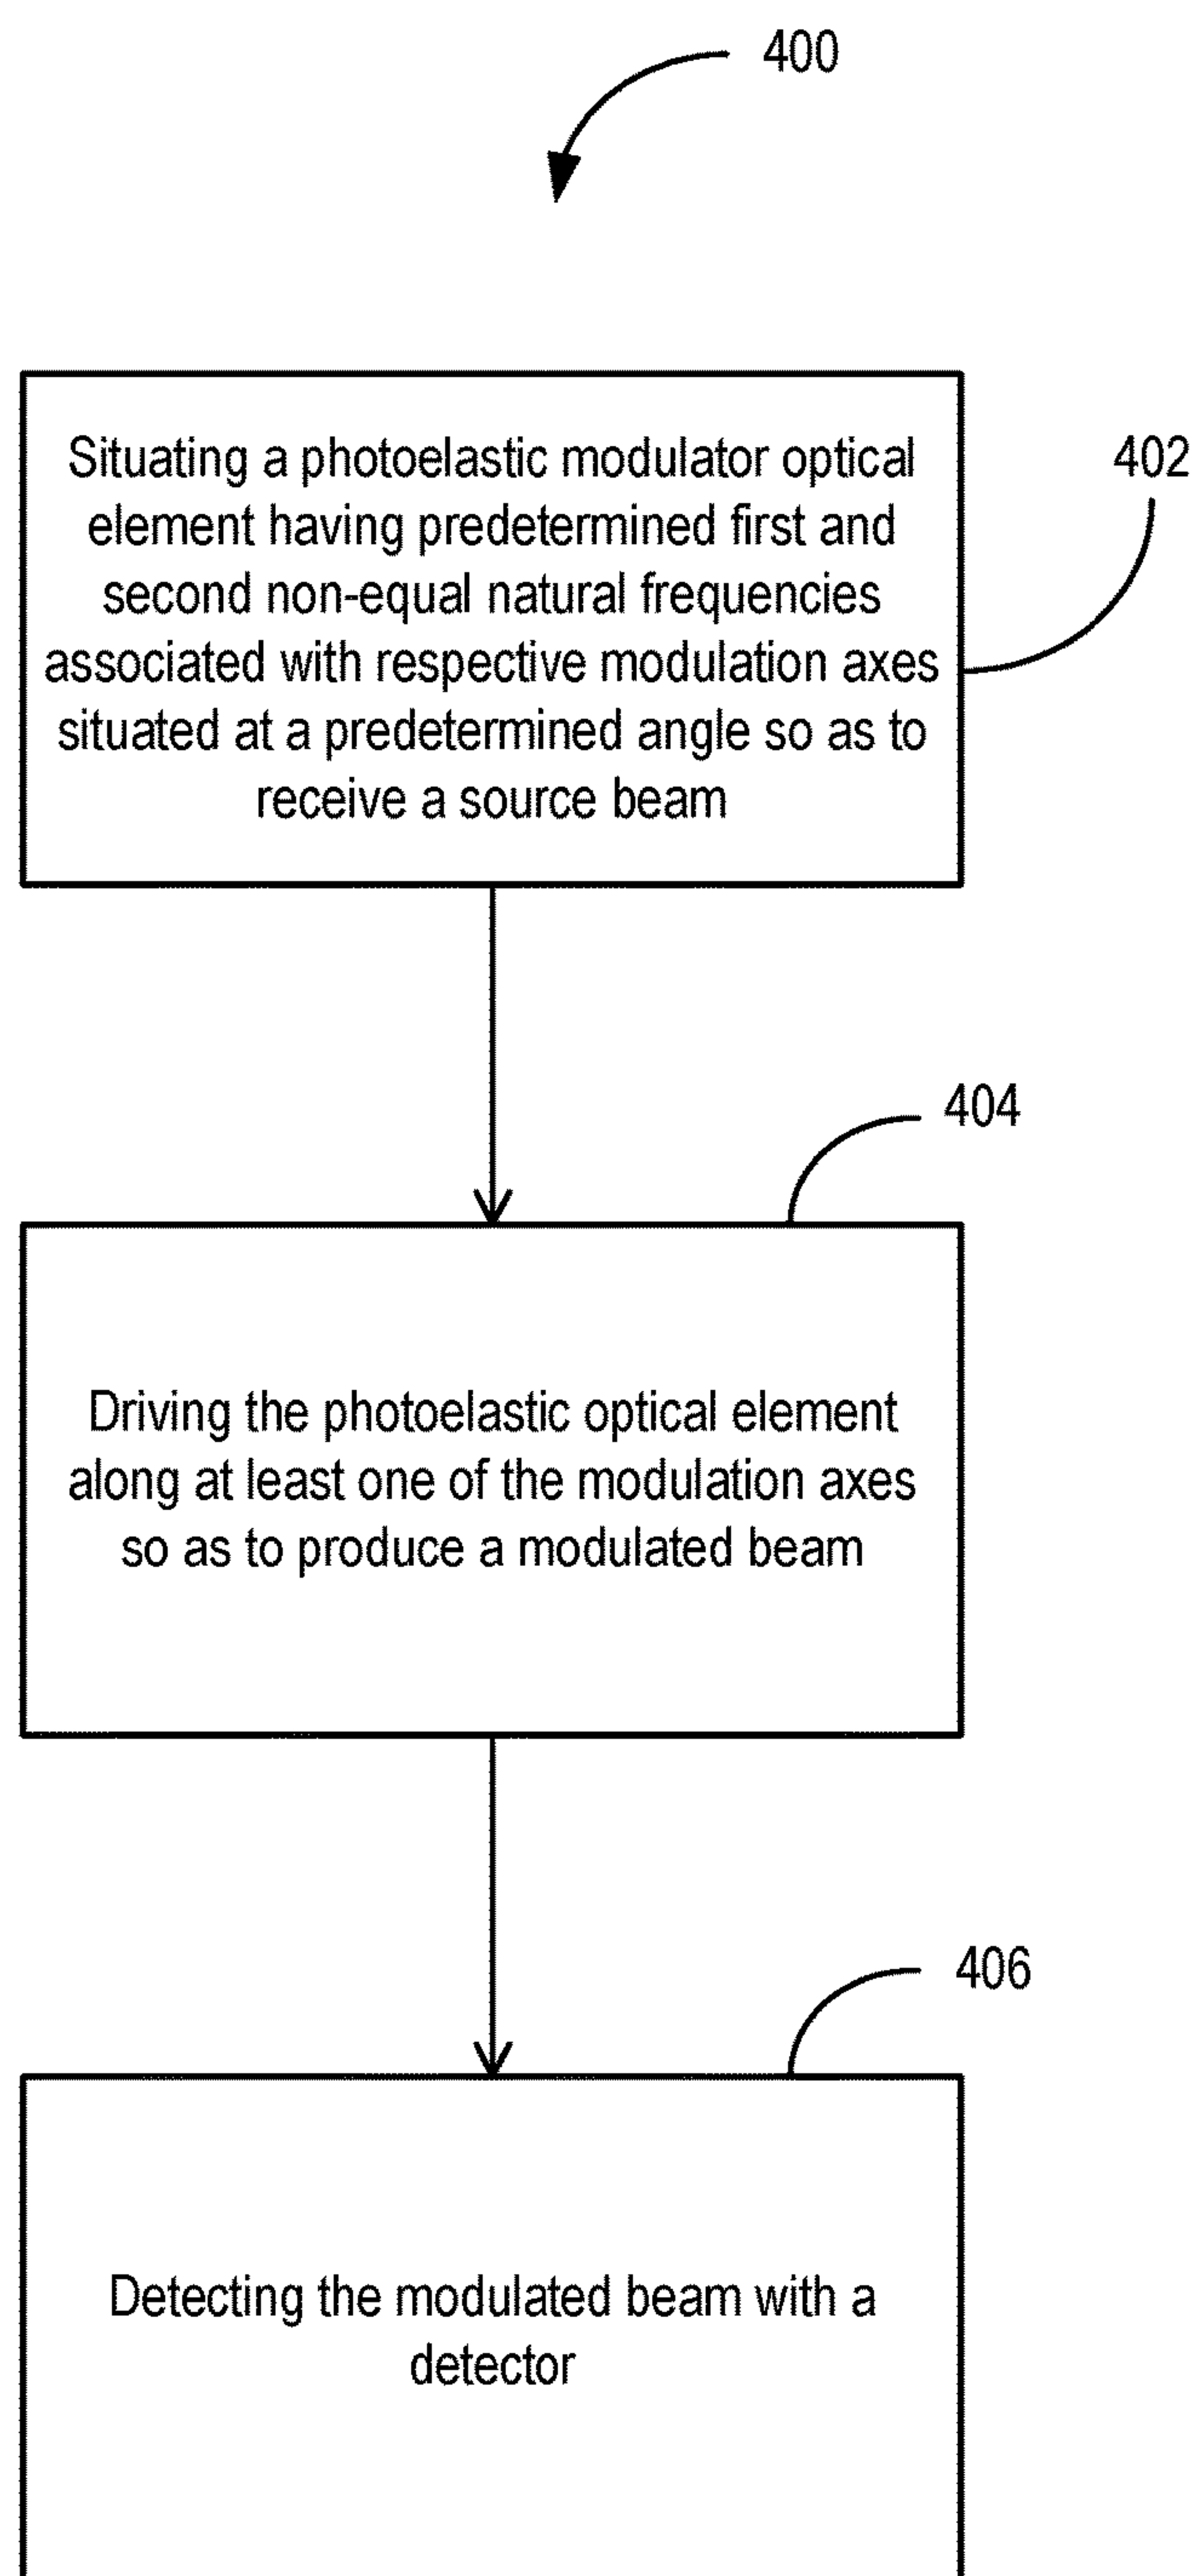 400
Situating a photoelastic modulator optical
element having predetermined first and
second non-equal natural frequencies
associated with respective modulation axes
situated at a predetermined angle so as to
receive a source beam
402
404
Driving the photoelastic optical element
along at least one of the modulation axes
so as to produce a modulated beam
406
Detecting the modulated beam with a
detector